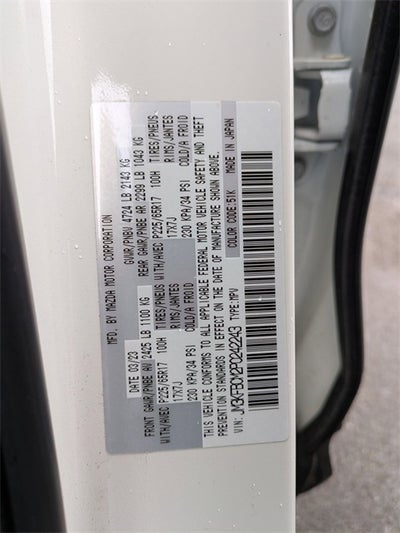 MFD. BY MAZDA MOTOR CORPORATION
DATE 03/23 GVWR/PNBV 4724 LB 2143 KG
FRONT GAWR/PNBE AV 2425 LB 1100 KG REAR GAWR/PNBE AR 2299 LB 1043 KG
WITH/AVEC P225/65R17 100H TIRES/PNEUS WITH/AVEC P225/65R17 100H TIRES/PNEUS
17X7J RIMS/JANTES 17X7J RIMS/JANTES
230 KPA/34 PSI COLD/A FROID 230 KPA/34 PSI COLD/A FROID
THIS VEHICLE CONFORMS TO ALL APPLICABLE FEDERAL MOTOR VEHICLE SAFETY AND THEFT
PREVENTION STANDARDS IN EFFECT ON THE DATE OF MANUFACTURE SHOWN ABOVE.
COLOR:51K MADE IN JAPAN
VIN: JM3KFBCM2P0242243 TYPE:MPV